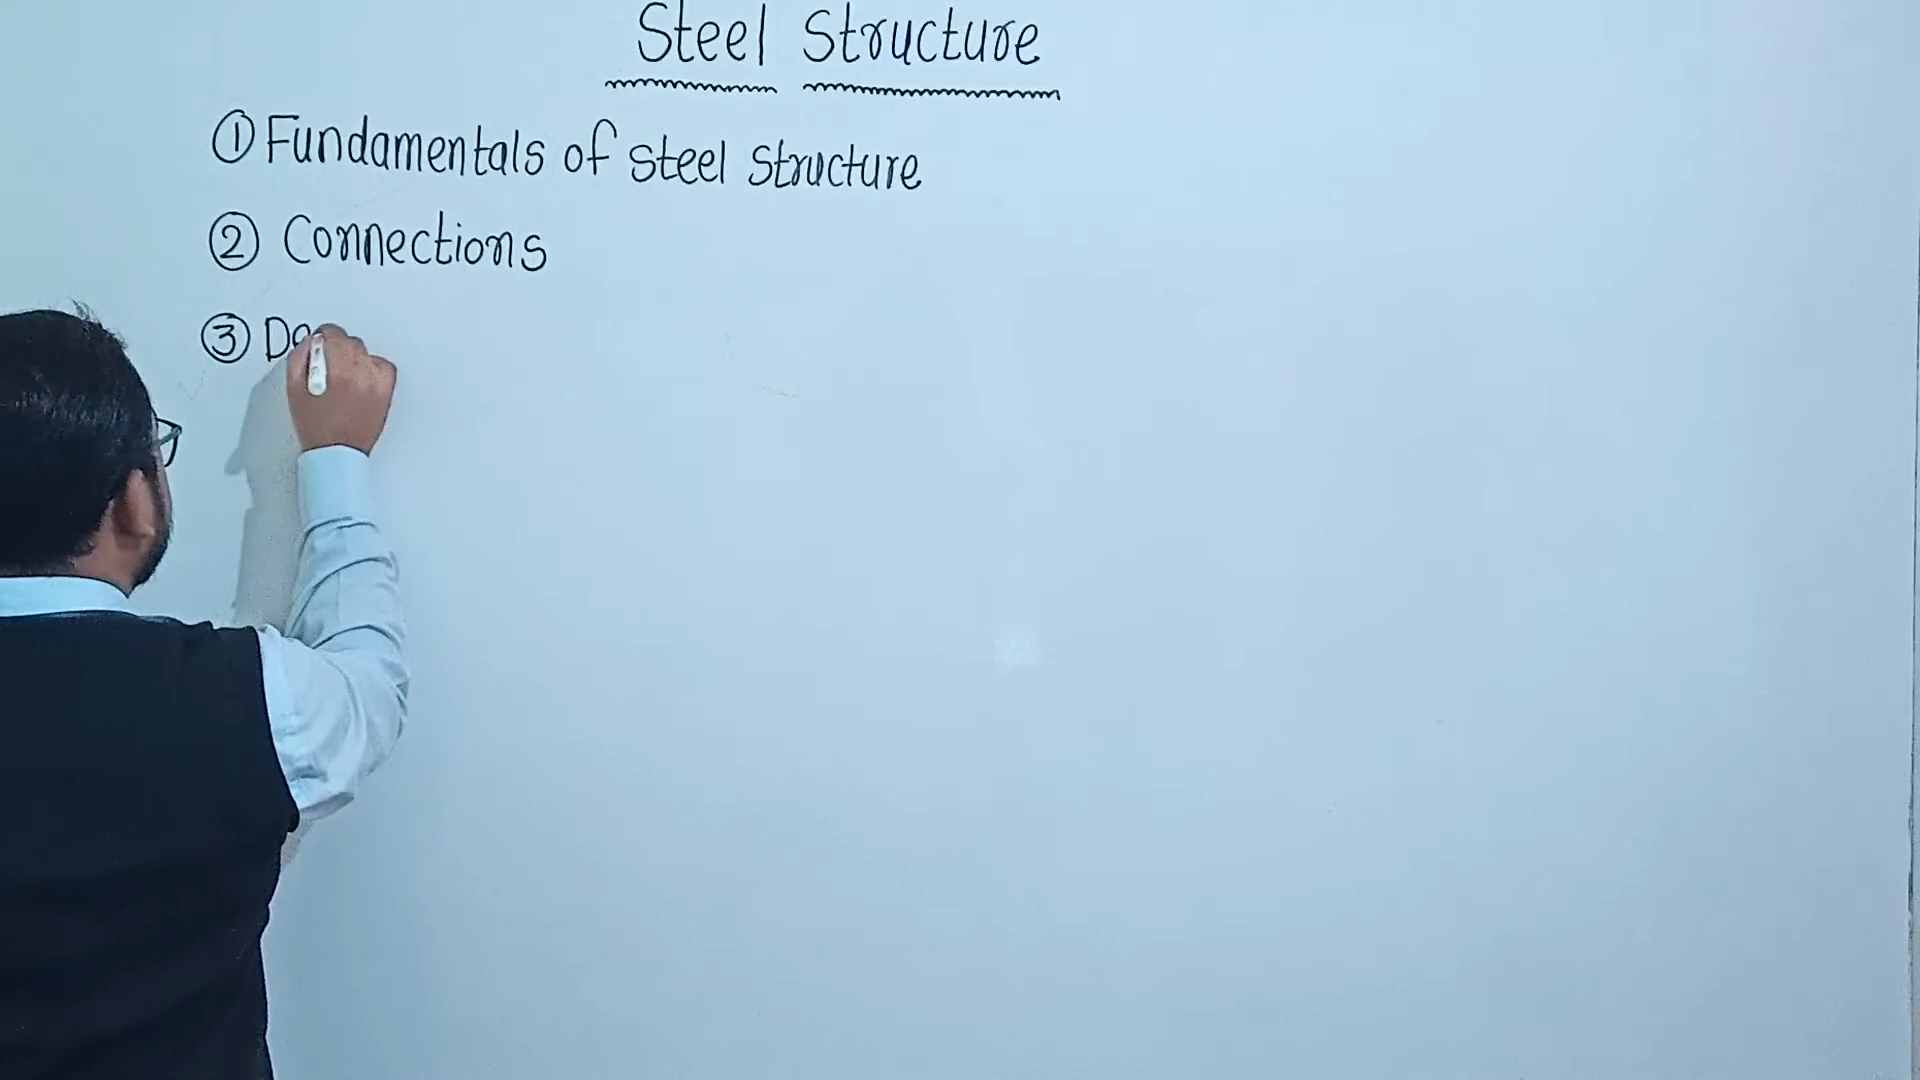 Steel Structure
① Fundamentals of Steel Structure
② Connections
③